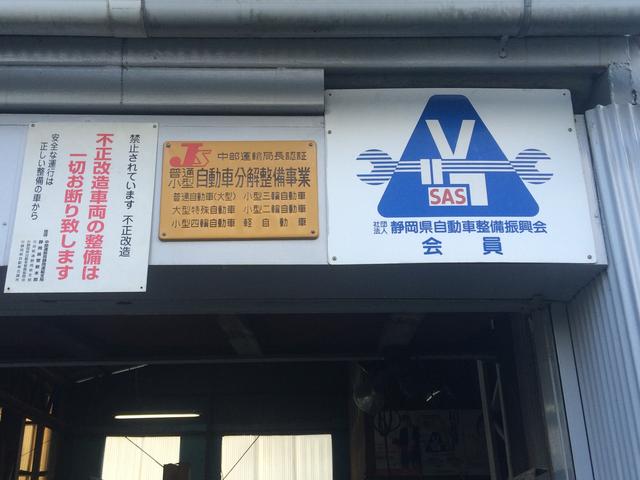 禁止されています 不正改造
不正改造車両の整備は
一切お断り致します
安全な運行は
正しい整備の車から
JS
中部運輸局長認証
普通
小型
自動車分解整備事業
普通自動車(大型) 小型三輪自動車
大型特殊自動車 小型二輪自動車
小型四輪自動車 軽自動車
SAS
社団
法人
静岡県自動車整備振興会
会員